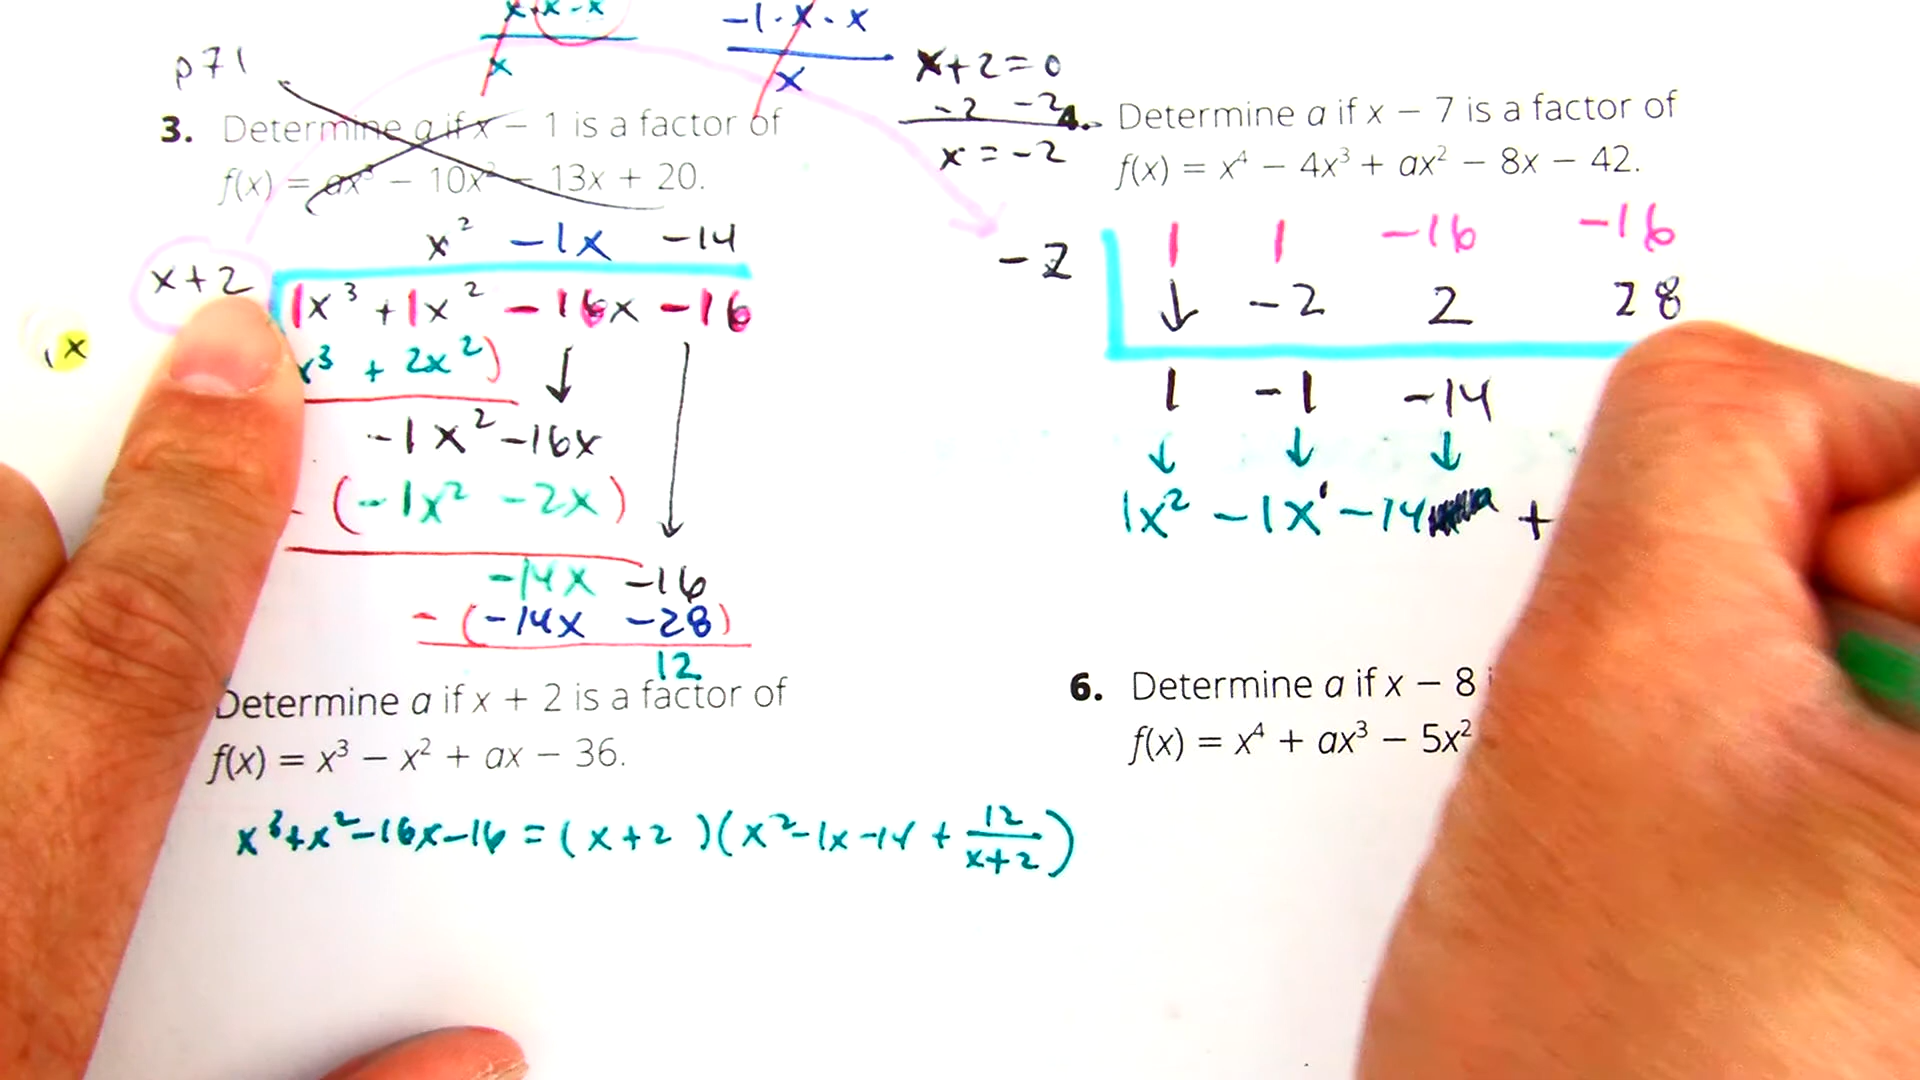 x · x · x
x
-1 · x · x
x
p71
x + 2 = 0
-2 -2
x = -2
3. Determine a if x − 1 is a factor of
f(x) = ax³ − 10x² − 13x + 20.
4. Determine a if x − 7 is a factor of
f(x) = x⁴ − 4x³ + ax² − 8x − 42.
x² -1x -14
x+2
1x³ + 1x² - 16x - 16
x³ + 2x²)
x
-1x² -16x
- (-1x² -2x)
-14x -16
- (-14x -28)
12
-2
1 1 -16 -16
↓ -2 2 28
1 -1 -14
↓ ↓ ↓
1x² - 1x¹ - 14 +
Determine a if x + 2 is a factor of
f(x) = x³ − x² + ax − 36.
x³+x²-16x-16 = (x+2)(x²-1x-14 + 12/x+2)
6. Determine a if x − 8
f(x) = x⁴ + ax³ − 5x²